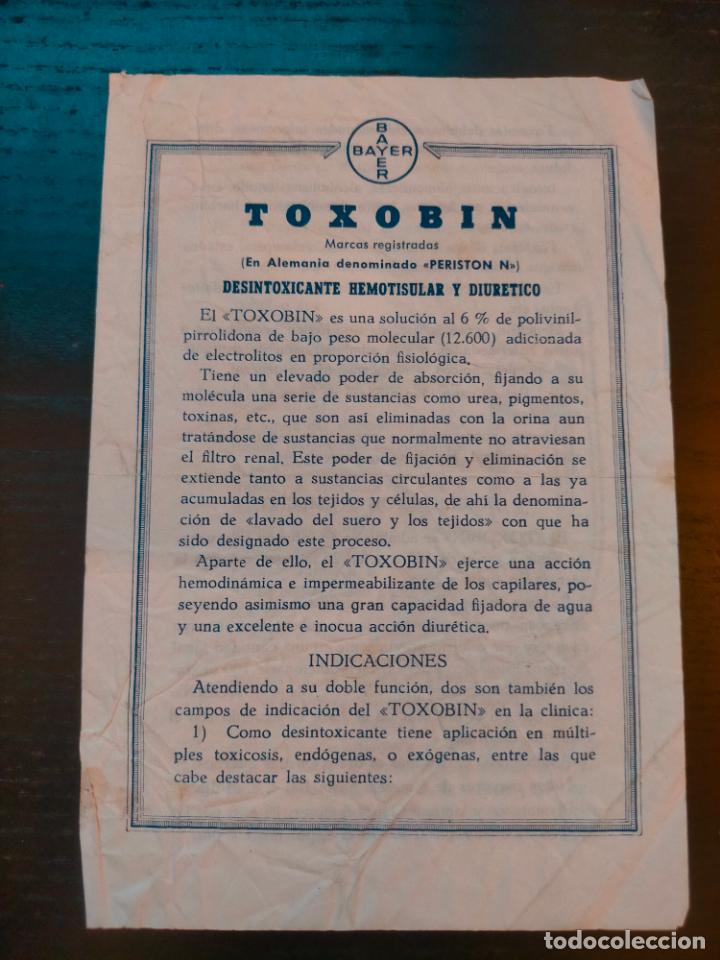 BAYER
BAYER
TOXOBIN
Marcas registradas
(En Alemania denominado «PERISTON N»)
DESINTOXICANTE HEMOTISULAR Y DIURETICO
El «TOXOBIN» es una solución al 6 % de polivinil-
pirrolidona de bajo peso molecular (12.600) adicionada
de electrolitos en proporción fisiológica.
Tiene un elevado poder de absorción, fijando a su
molécula una serie de sustancias como urea, pigmentos,
toxinas, etc., que son así eliminadas con la orina aun
tratándose de sustancias que normalmente no atraviesan
el filtro renal. Este poder de fijación y eliminación se
extiende tanto a sustancias circulantes como a las ya
acumuladas en los tejidos y células, de ahí la denomina-
ción de «lavado del suero y los tejidos» con que ha
sido designado este proceso.
Aparte de ello, el «TOXOBIN» ejerce una acción
hemodinámica e impermeabilizante de los capilares, po-
seyendo asimismo una gran capacidad fijadora de agua
y una excelente e inocua acción diurética.
INDICACIONES
Atendiendo a su doble función, dos son también los
campos de indicación del «TOXOBIN» en la clínica:
1) Como desintoxicante tiene aplicación en múlti-
ples toxicosis, endógenas, o exógenas, entre las que
cabe destacar las siguientes:
todocoleccion